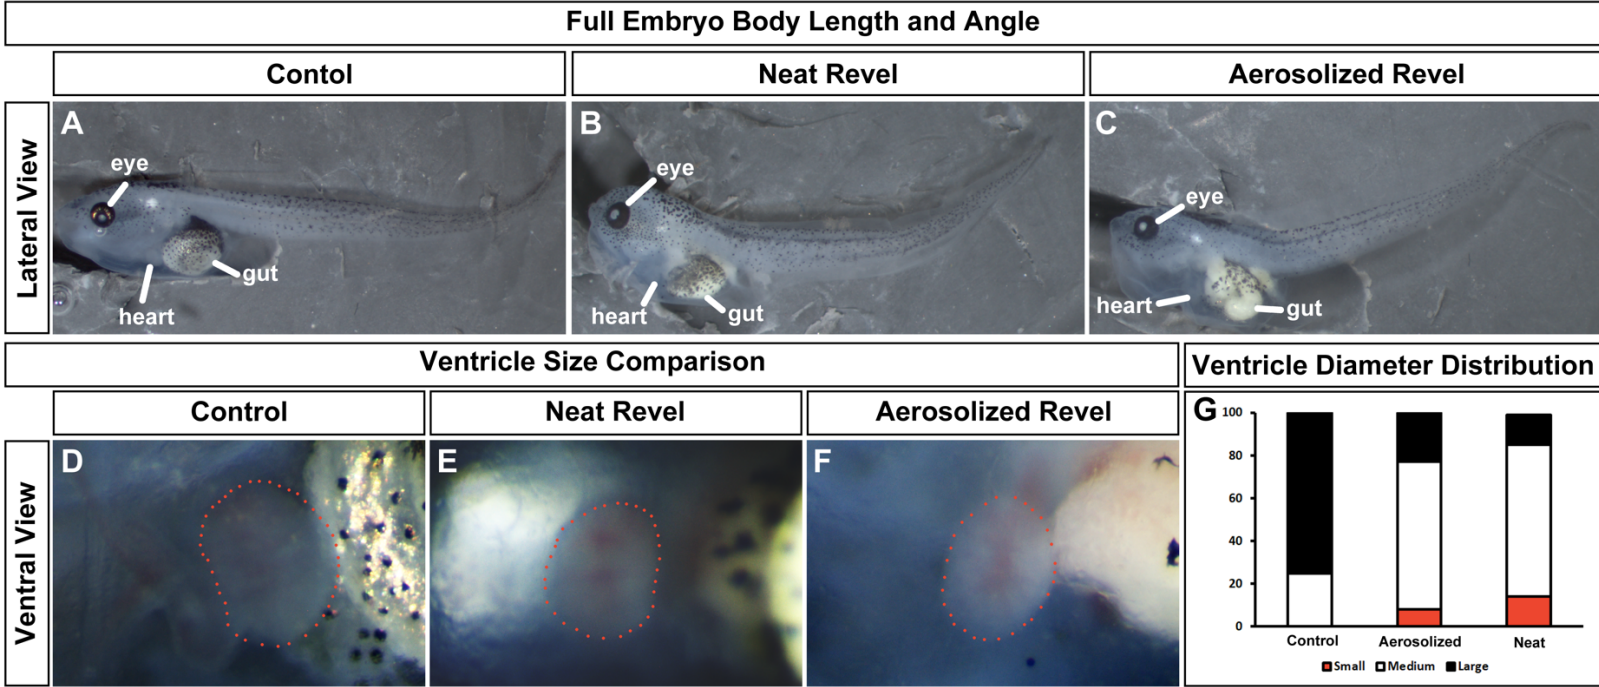 Full Embryo Body Length and Angle
Contol
Neat Revel
Aerosolized Revel
Lateral View
A
eye
heart
gut
B
eye
heart
gut
C
eye
heart
gut
Ventricle Size Comparison
Ventricle Diameter Distribution
Control
Neat Revel
Aerosolized Revel
Ventral View
D
E
F
G
100
80
60
40
20
0
Control
Aerosolized
Neat
Small
Medium
Large